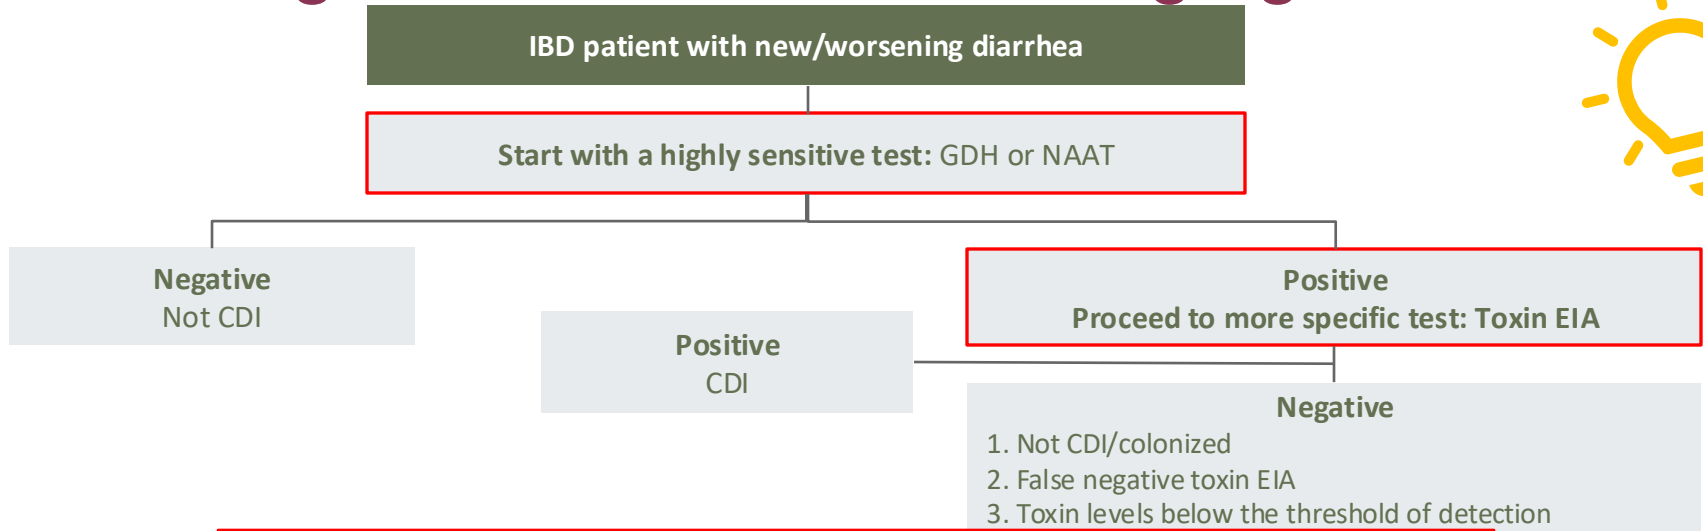 IBD patient with new/worsening diarrhea
Start with a highly sensitive test: GDH or NAAT
Negative
Not CDI
Positive
Proceed to more specific test: Toxin EIA
Positive
CDI
Negative
1. Not CDI/colonized
2. False negative toxin EIA
3. Toxin levels below the threshold of detection